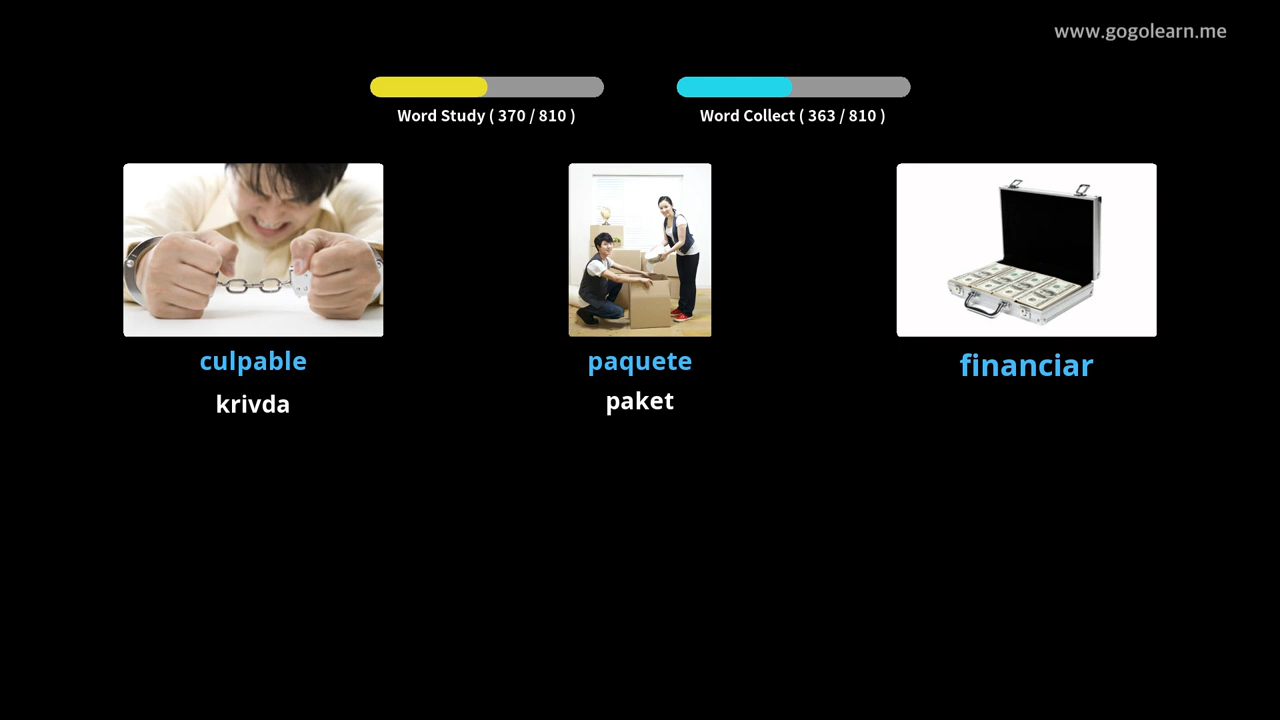 www.gogolearn.me
Word Study ( 370 / 810 )
Word Collect ( 363 / 810 )
culpable
krivda
paquete
paket
financiar